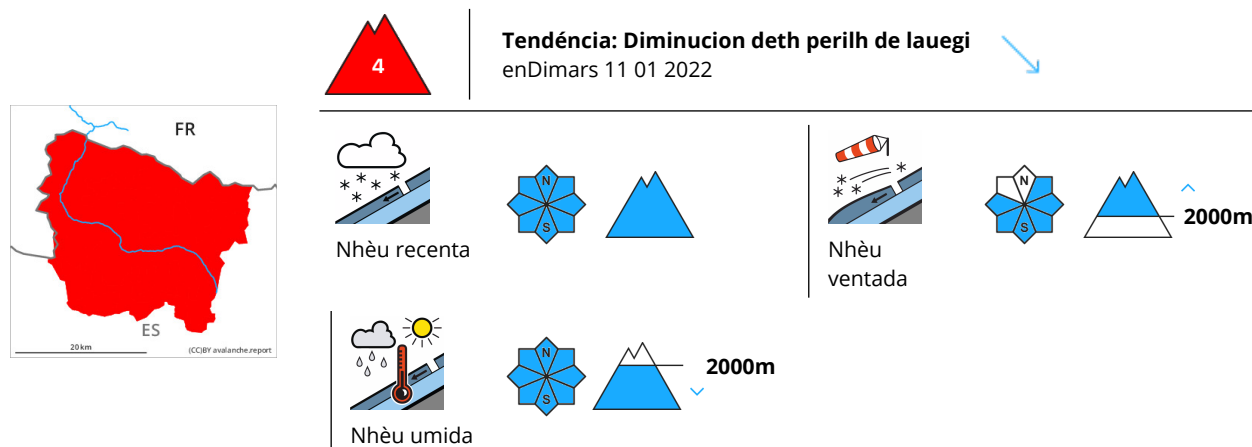 4
Tendéncia: Diminucion deth perilh de lauegi
enDimars 11 01 2022
FR
ES
20 km
(CC)BY avalanche.report
Nhèu recenta
N
S
Nhèu
ventada
N
S
2000m
Nhèu umida
N
S
2000m